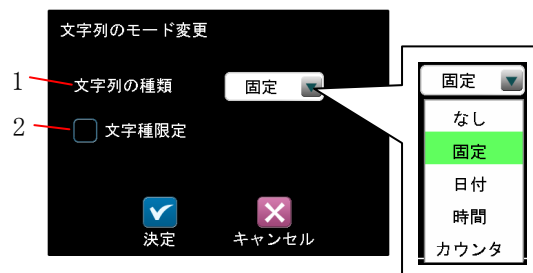 文字列のモード変更
1 文字列の種類 固定
2 文字種限定
決定 キャンセル
固定
なし
固定
日付
時間
カウンタ